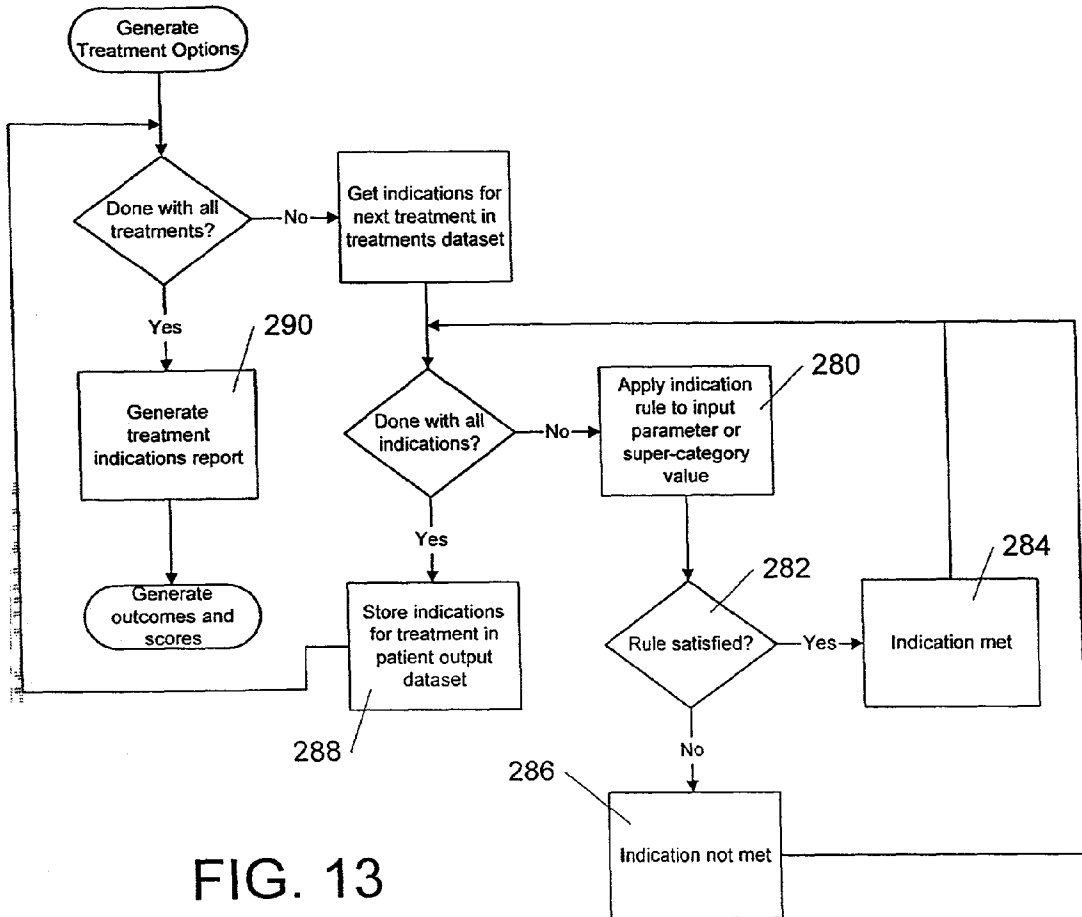 Generate
Treatment Options
Done with all
treatments?
No
Get indications for
next treatment in
treatments dataset
Yes
290
Generate
treatment
indications report
Generate
outcomes and
scores
Done with all
indications?
No
Apply indication
rule to input
parameter or
super-category
value
280
Yes
Store indications
for treatment in
patient output
dataset
288
282
Rule satisfied?
Yes
284
Indication met
No
286
Indication not met
FIG. 13